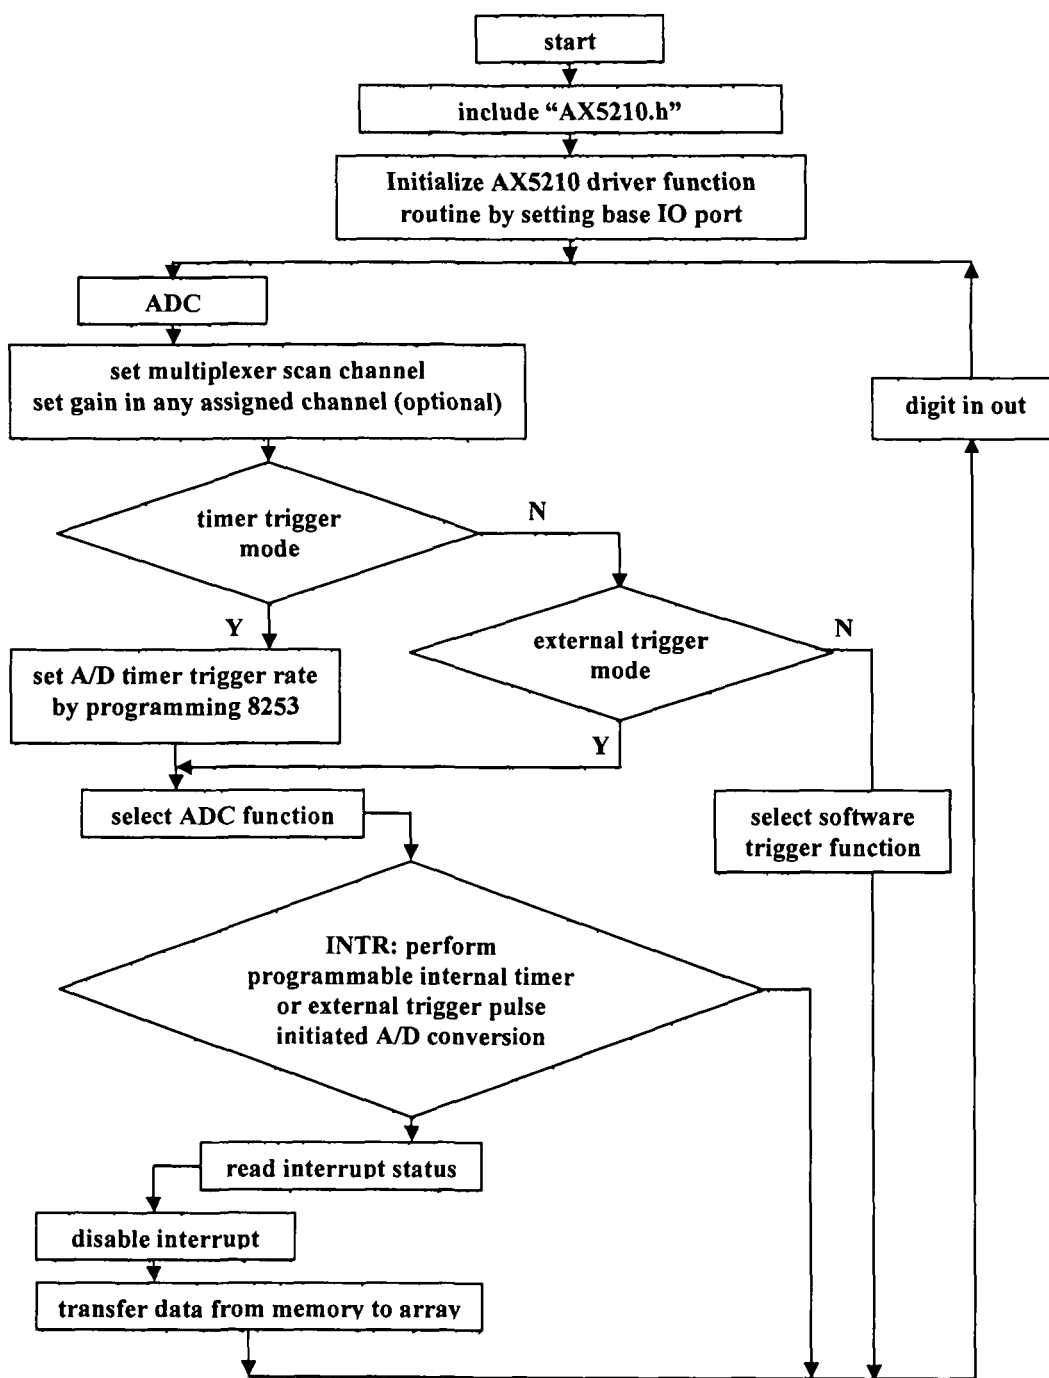 start
include “AX5210.h”
Initialize AX5210 driver function
routine by setting base IO port
ADC
set multiplexer scan channel
set gain in any assigned channel (optional)
digit in out
timer trigger
mode
N
Y
external trigger
mode
N
set A/D timer trigger rate
by programming 8253
Y
select ADC function
select software
trigger function
INTR: perform
programmable internal timer
or external trigger pulse
initiated A/D conversion
read interrupt status
disable interrupt
transfer data from memory to array